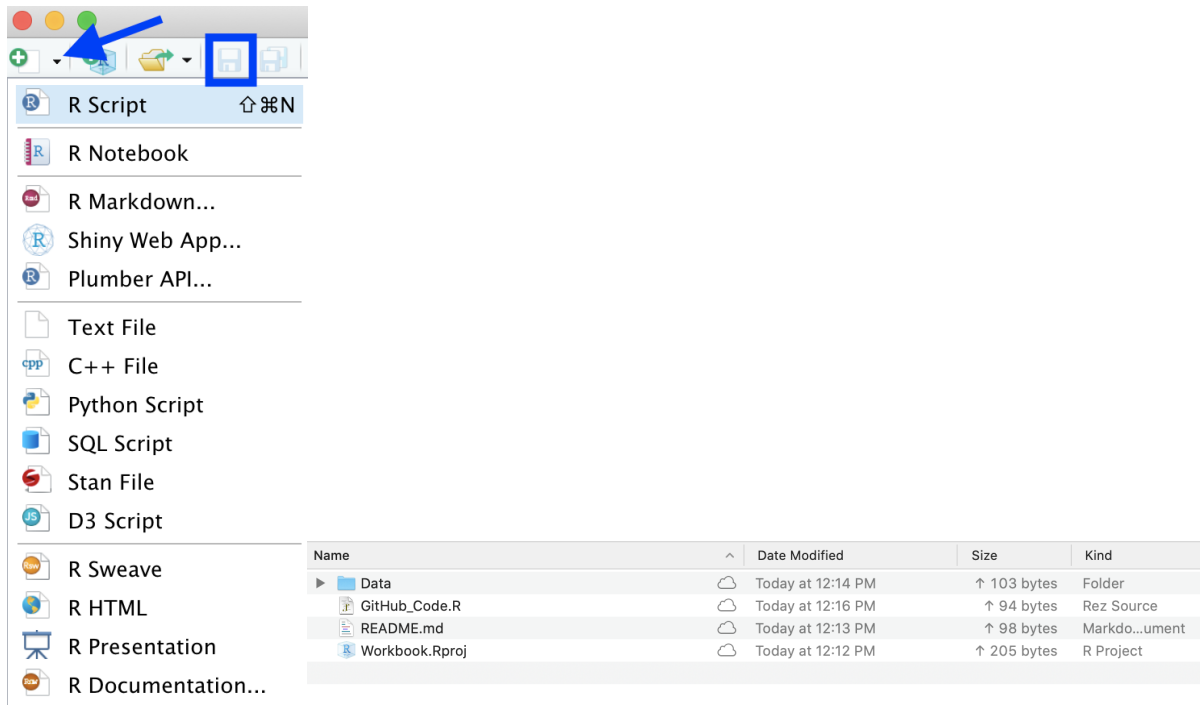 R Script ⇧⌘N
R Notebook
R Markdown...
Shiny Web App...
Plumber API...
Text File
C++ File
Python Script
SQL Script
Stan File
D3 Script
R Sweave
R HTML
R Presentation
R Documentation...
Name Date Modified Size Kind
Data Today at 12:14 PM ↑ 103 bytes Folder
GitHub_Code.R Today at 12:16 PM ↑ 94 bytes Rez Source
README.md Today at 12:13 PM ↑ 98 bytes Markdo...ument
Workbook.Rproj Today at 12:12 PM ↑ 205 bytes R Project